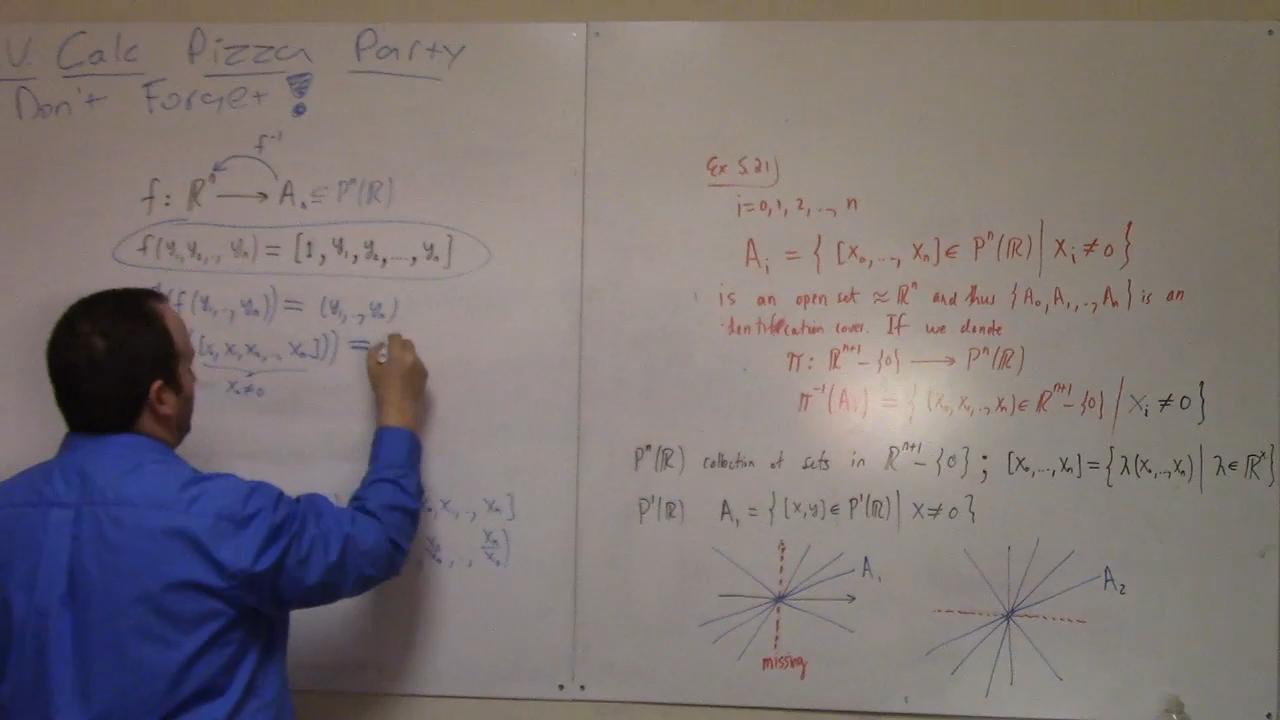 V. Calc Pizza Party
Don't Forget!
f⁻¹
f: ℝⁿ ⟶ A₀ ⊆ Pⁿ(ℝ)
f(y₁,y₂,..,yₙ) = [1, y₁, y₂, ..., yₙ]
(f(y₁,..,yₙ)) = (y₁,..,yₙ)
[x₀,x₁,x₂,..,xₙ])) =
x₀≠0
x₁,..,xₙ]
xₙ/x₀)
Ex 5.21)
i=0,1,2,..,n
Aᵢ = { [x₀,..,xₙ] ∈ Pⁿ(ℝ) | xᵢ ≠ 0 }
is an open set ≈ ℝⁿ and thus {A₀,A₁,..,Aₙ} is an
identification cover. If we denote
π: ℝⁿ⁺¹-{0} ⟶ Pⁿ(ℝ)
π⁻¹(Aᵢ) = { (x₀,x₁,..,xₙ) ∈ ℝⁿ⁺¹-{0} | xᵢ ≠ 0 }
Pⁿ(ℝ) collection of sets in ℝⁿ⁺¹-{0} ; [x₀,...,xₙ] = {λ(x₀,..,xₙ) | λ∈ℝˣ}
P¹(ℝ) A₁ = {[x,y] ∈ P¹(ℝ) | x≠0}
A₁
A₂
missing